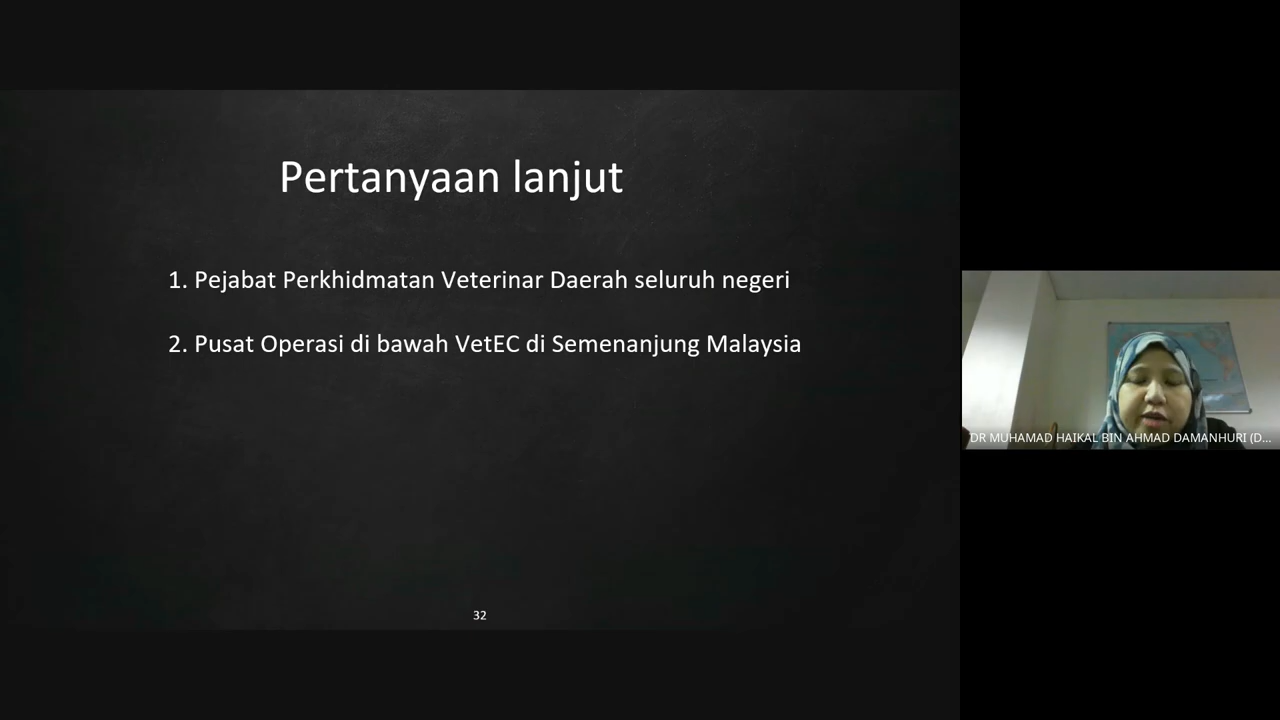 Pertanyaan lanjut
1. Pejabat Perkhidmatan Veterinar Daerah seluruh negeri
2. Pusat Operasi di bawah VetEC di Semenanjung Malaysia
32
DR MUHAMAD HAIKAL BIN AHMAD DAMANHURI (D...